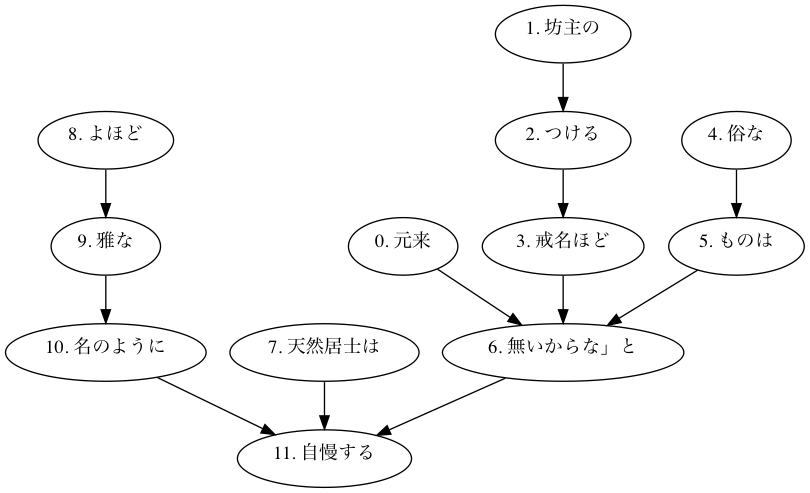 1. 坊主の
8. よほど
2. つける
4. 俗な
9. 雅な
0. 元来
3. 戒名ほど
5. ものは
10. 名のように
7. 天然居士は
6. 無いからな」と
11. 自慢する